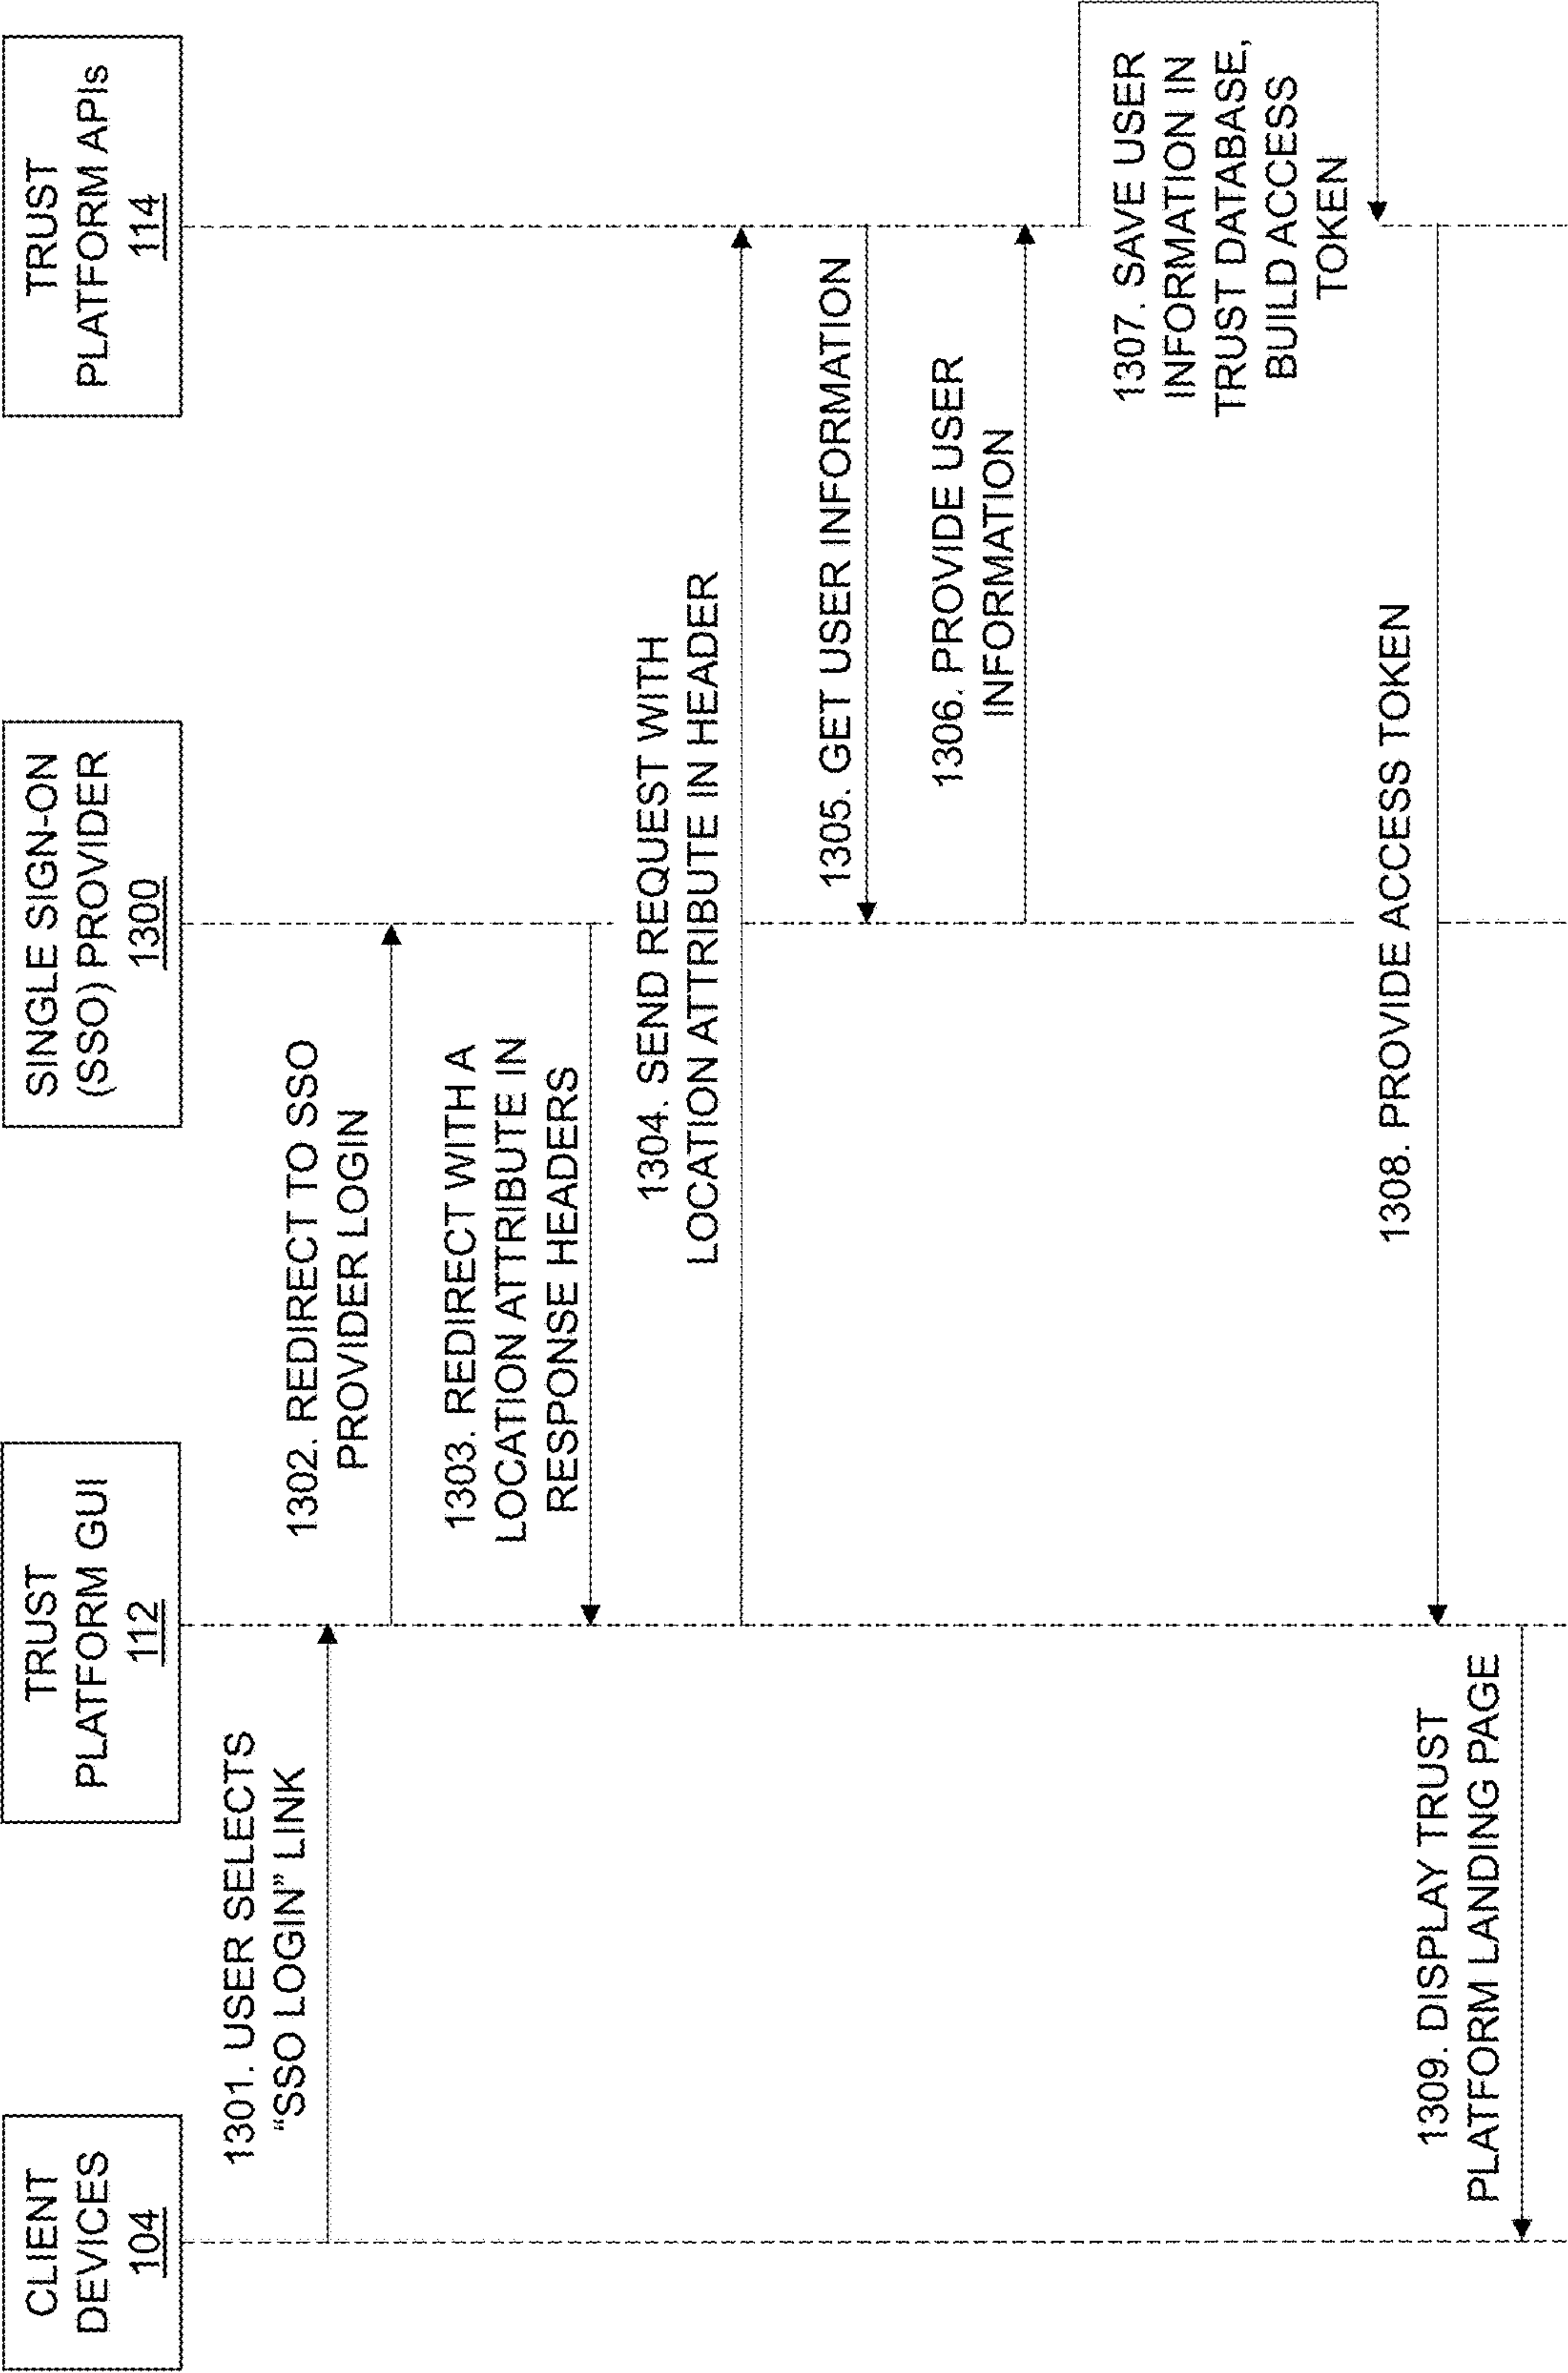 CLIENT
DEVICES
104
TRUST
PLATFORM GUI
112
SINGLE SIGN-ON
(SSO) PROVIDER
1300
TRUST
PLATFORM APIs
114
1301. USER SELECTS
“SSO LOGIN” LINK
1302. REDIRECT TO SSO
PROVIDER LOGIN
1303. REDIRECT WITH A
LOCATION ATTRIBUTE IN
RESPONSE HEADERS
1304. SEND REQUEST WITH
LOCATION ATTRIBUTE IN HEADER
1305. GET USER INFORMATION
1306. PROVIDE USER
INFORMATION
1307. SAVE USER
INFORMATION IN
TRUST DATABASE,
BUILD ACCESS
TOKEN
1308. PROVIDE ACCESS TOKEN
1309. DISPLAY TRUST
PLATFORM LANDING PAGE